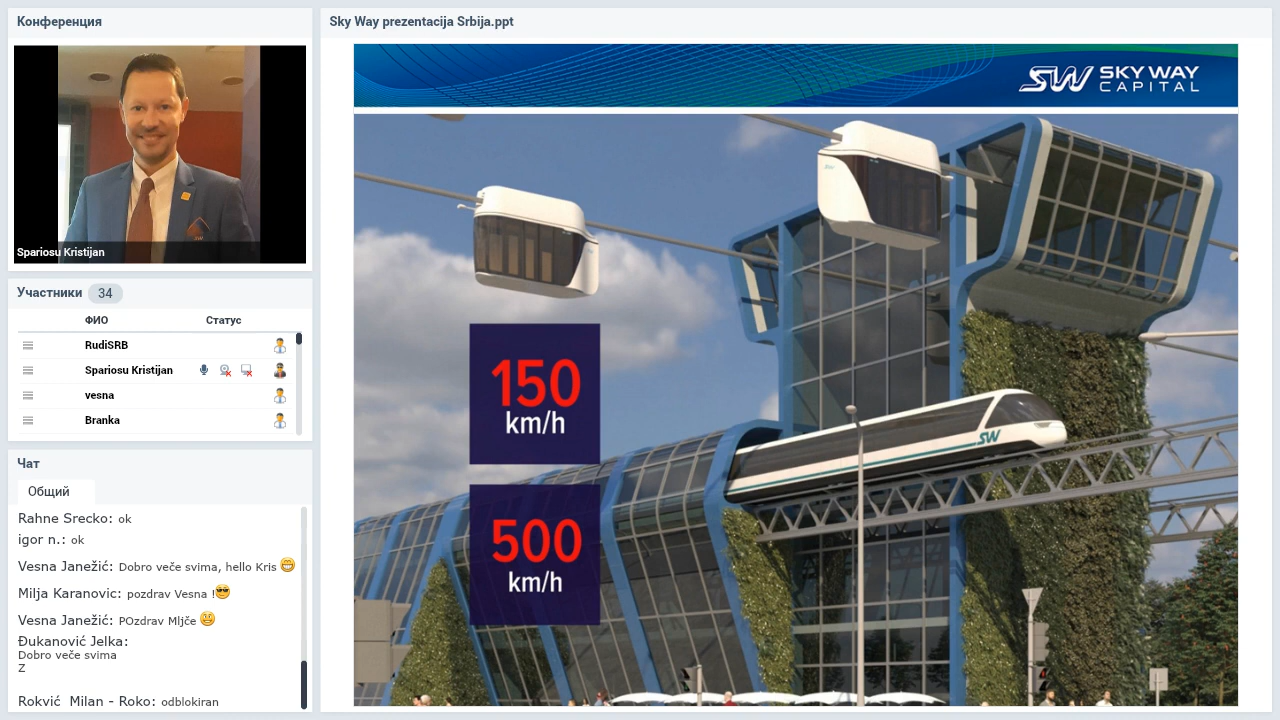 Конференция
Spariosu Kristijan
Участники 34
ФИО Статус
RudiSRB
Spariosu Kristijan
vesna
Branka
Чат
Общий
Rahne Srecko: ok
igor n.: ok
Vesna Janežić: Dobro veče svima, hello Kris
Milja Karanovic: pozdrav Vesna !
Vesna Janežić: POzdrav Mljče
Đukanović Jelka:
Dobro veče svima
Z
Rokvić Milan - Roko: odblokiran
Sky Way prezentacija Srbija.ppt
SW SKY WAY
CAPITAL
150
km/h
500
km/h
SW